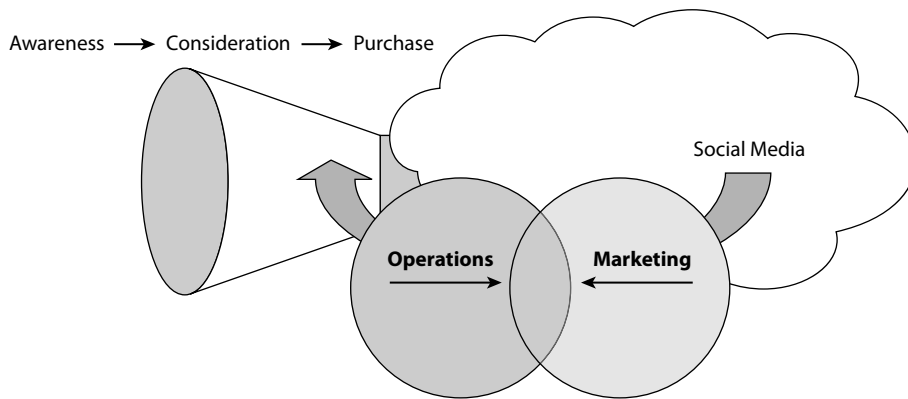 Awareness → Consideration → Purchase
Social Media
Operations
Marketing